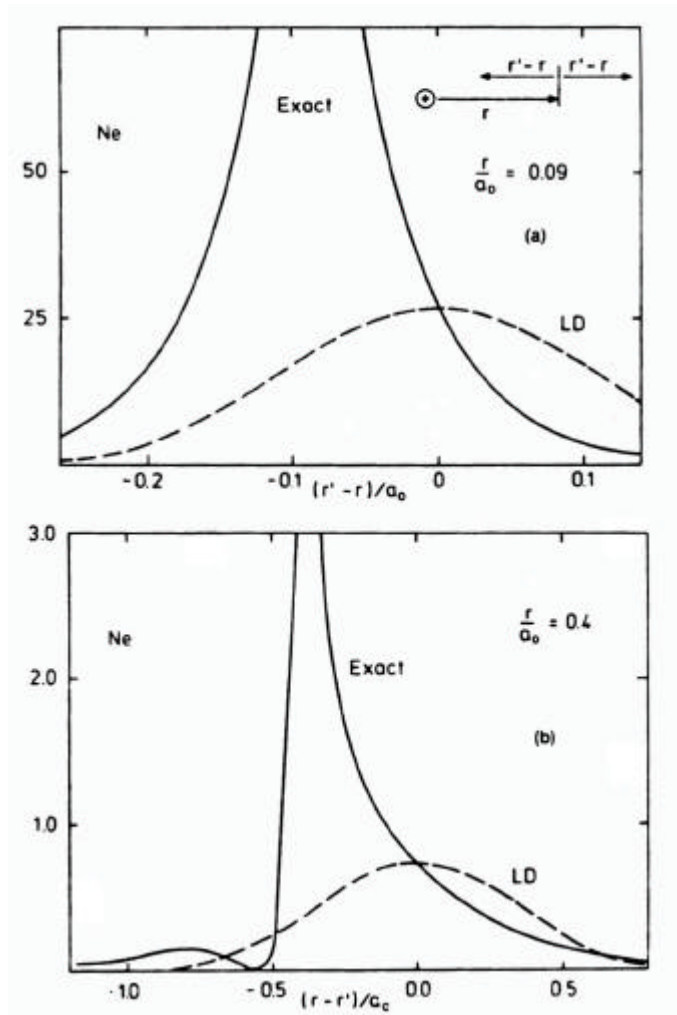 r'-r r'-r
r
Exact
Ne
50
r/a₀ = 0.09
(a)
25
LD
-0.2 -0.1 0 0.1
(r'-r)/a₀
3.0
Ne
r/a₀ = 0.4
Exact
2.0
(b)
1.0
LD
-1.0 -0.5 0.0 0.5
(r-r')/a₀